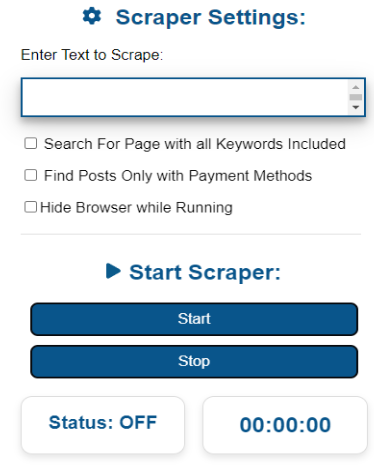 Scraper Settings:
Enter Text to Scrape:
Search For Page with all Keywords Included
Find Posts Only with Payment Methods
Hide Browser while Running
Start Scraper:
Start
Stop
Status: OFF
00:00:00